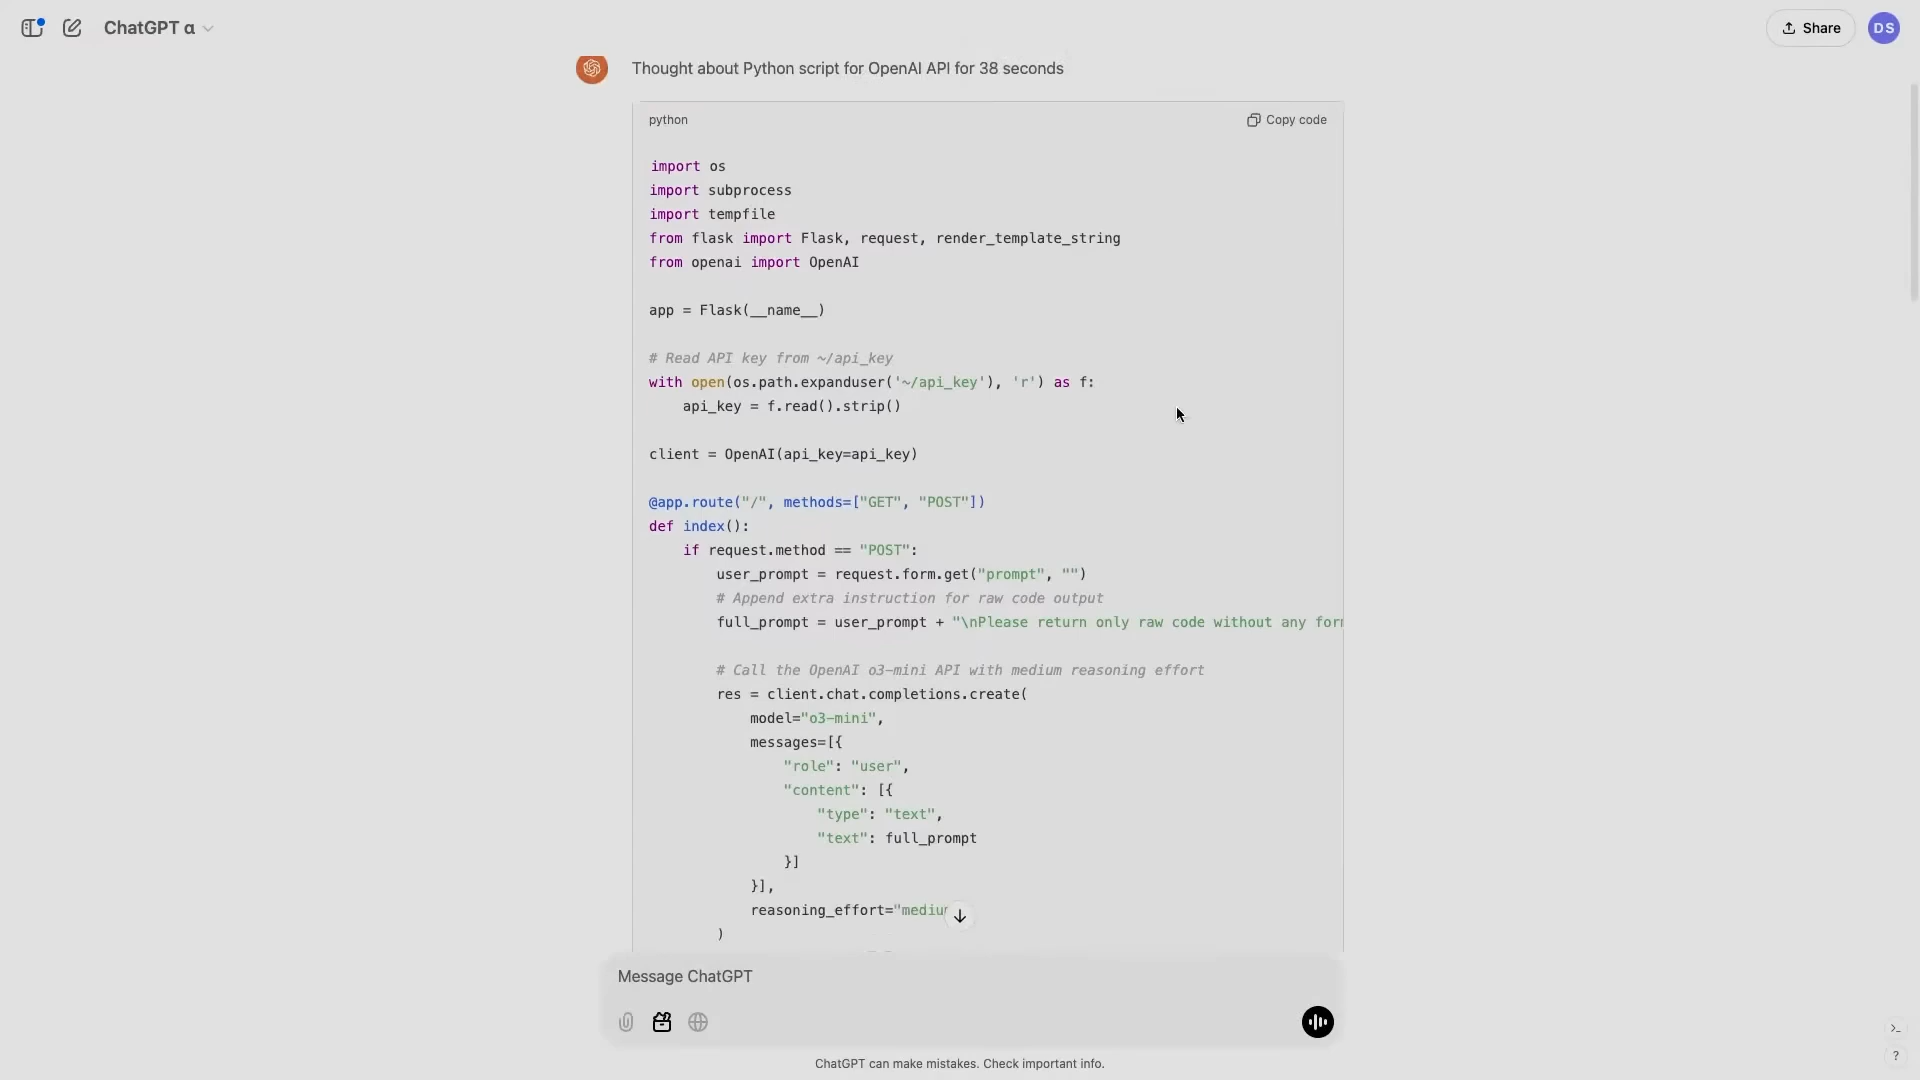 ChatGPT α
Share
DS
Thought about Python script for OpenAI API for 38 seconds
python
Copy code
import os
import subprocess
import tempfile
from flask import Flask, request, render_template_string
from openai import OpenAI
app = Flask(__name__)
# Read API key from ~/api_key
with open(os.path.expanduser('~/api_key'), 'r') as f:
    api_key = f.read().strip()
client = OpenAI(api_key=api_key)
@app.route("/", methods=["GET", "POST"])
def index():
    if request.method == "POST":
        user_prompt = request.form.get("prompt", "")
        # Append extra instruction for raw code output
        full_prompt = user_prompt + "\nPlease return only raw code without any
        # Call the OpenAI o3-mini API with medium reasoning effort
        res = client.chat.completions.create(
            model="o3-mini",
            messages=[{
                "role": "user",
                "content": [{
                    "type": "text",
                    "text": full_prompt
                }]
            }],
            reasoning_effort="
        )
Message ChatGPT
ChatGPT can make mistakes. Check important info.
>_
?